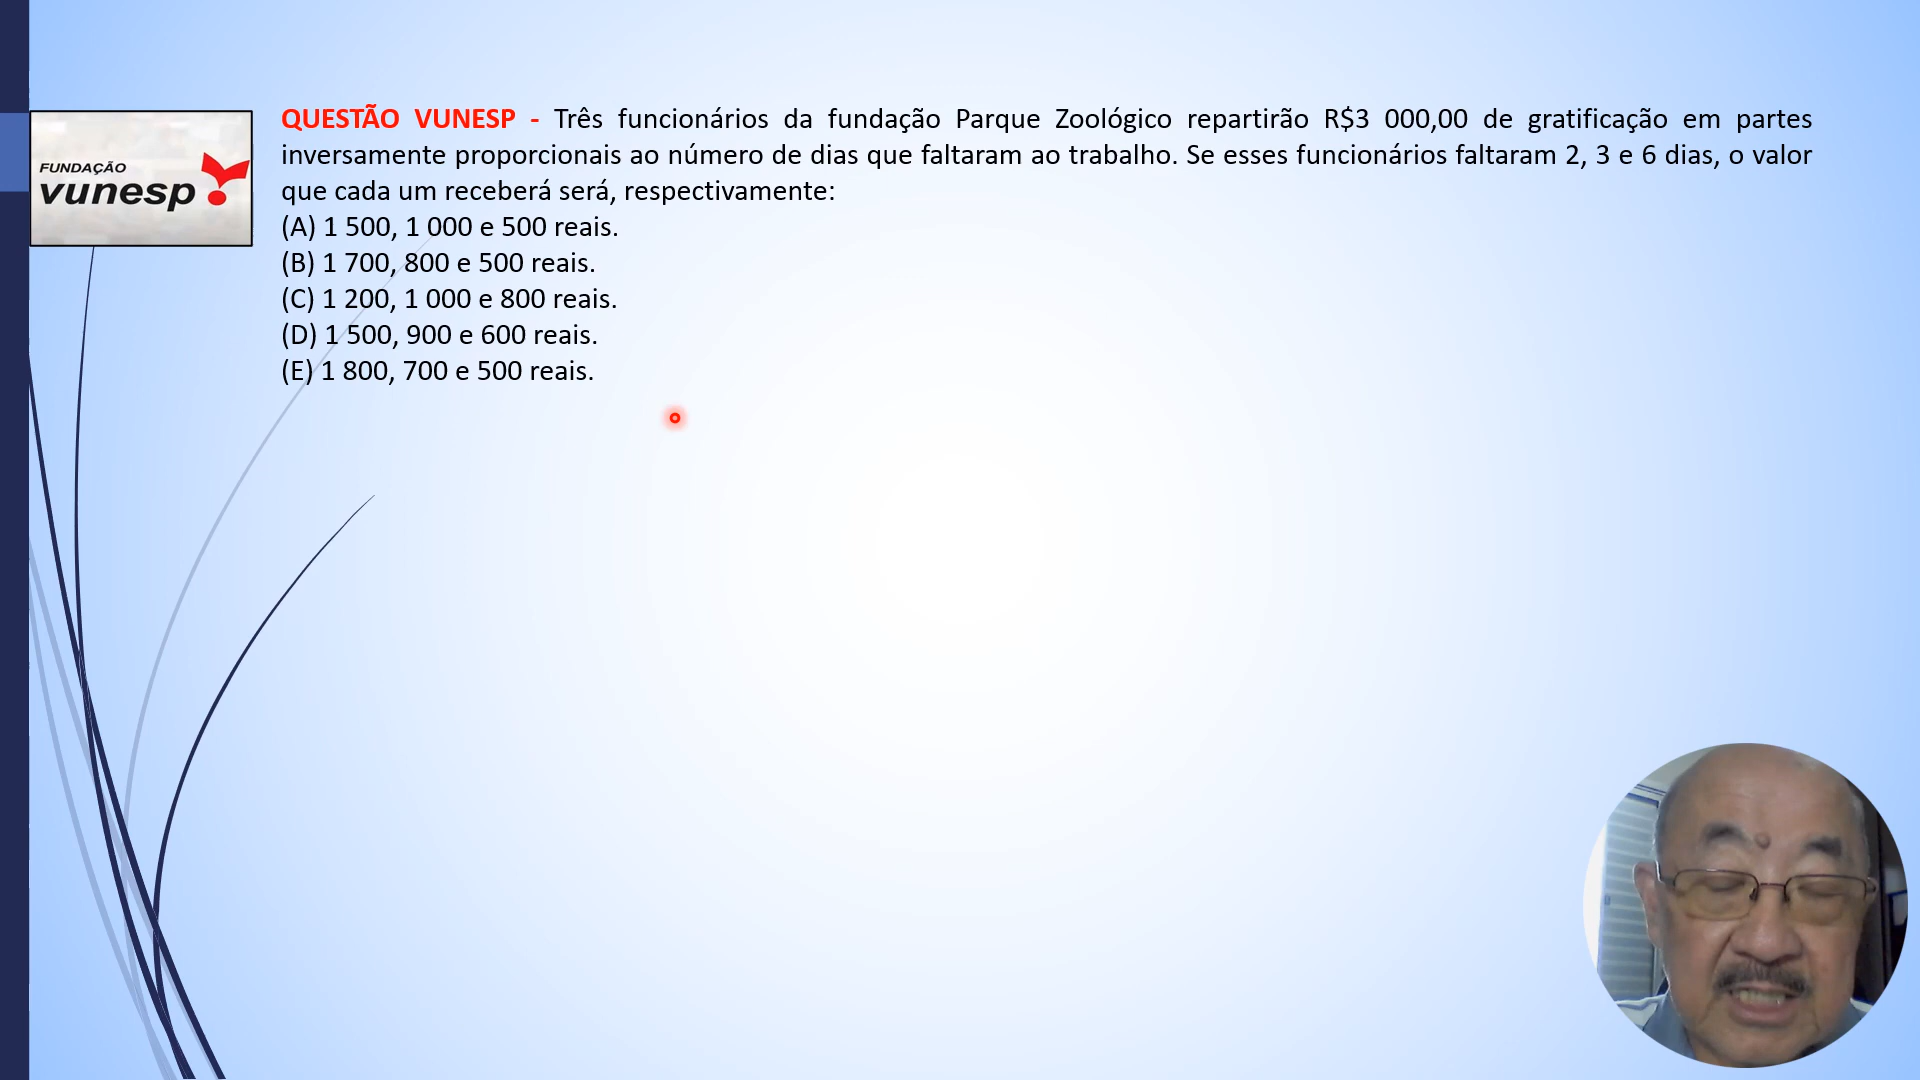 FUNDAÇÃO
vunesp
QUESTÃO VUNESP - Três funcionários da fundação Parque Zoológico repartirão R$3 000,00 de gratificação em partes
inversamente proporcionais ao número de dias que faltaram ao trabalho. Se esses funcionários faltaram 2, 3 e 6 dias, o valor
que cada um receberá será, respectivamente:
(A) 1 500, 1 000 e 500 reais.
(B) 1 700, 800 e 500 reais.
(C) 1 200, 1 000 e 800 reais.
(D) 1 500, 900 e 600 reais.
(E) 1 800, 700 e 500 reais.